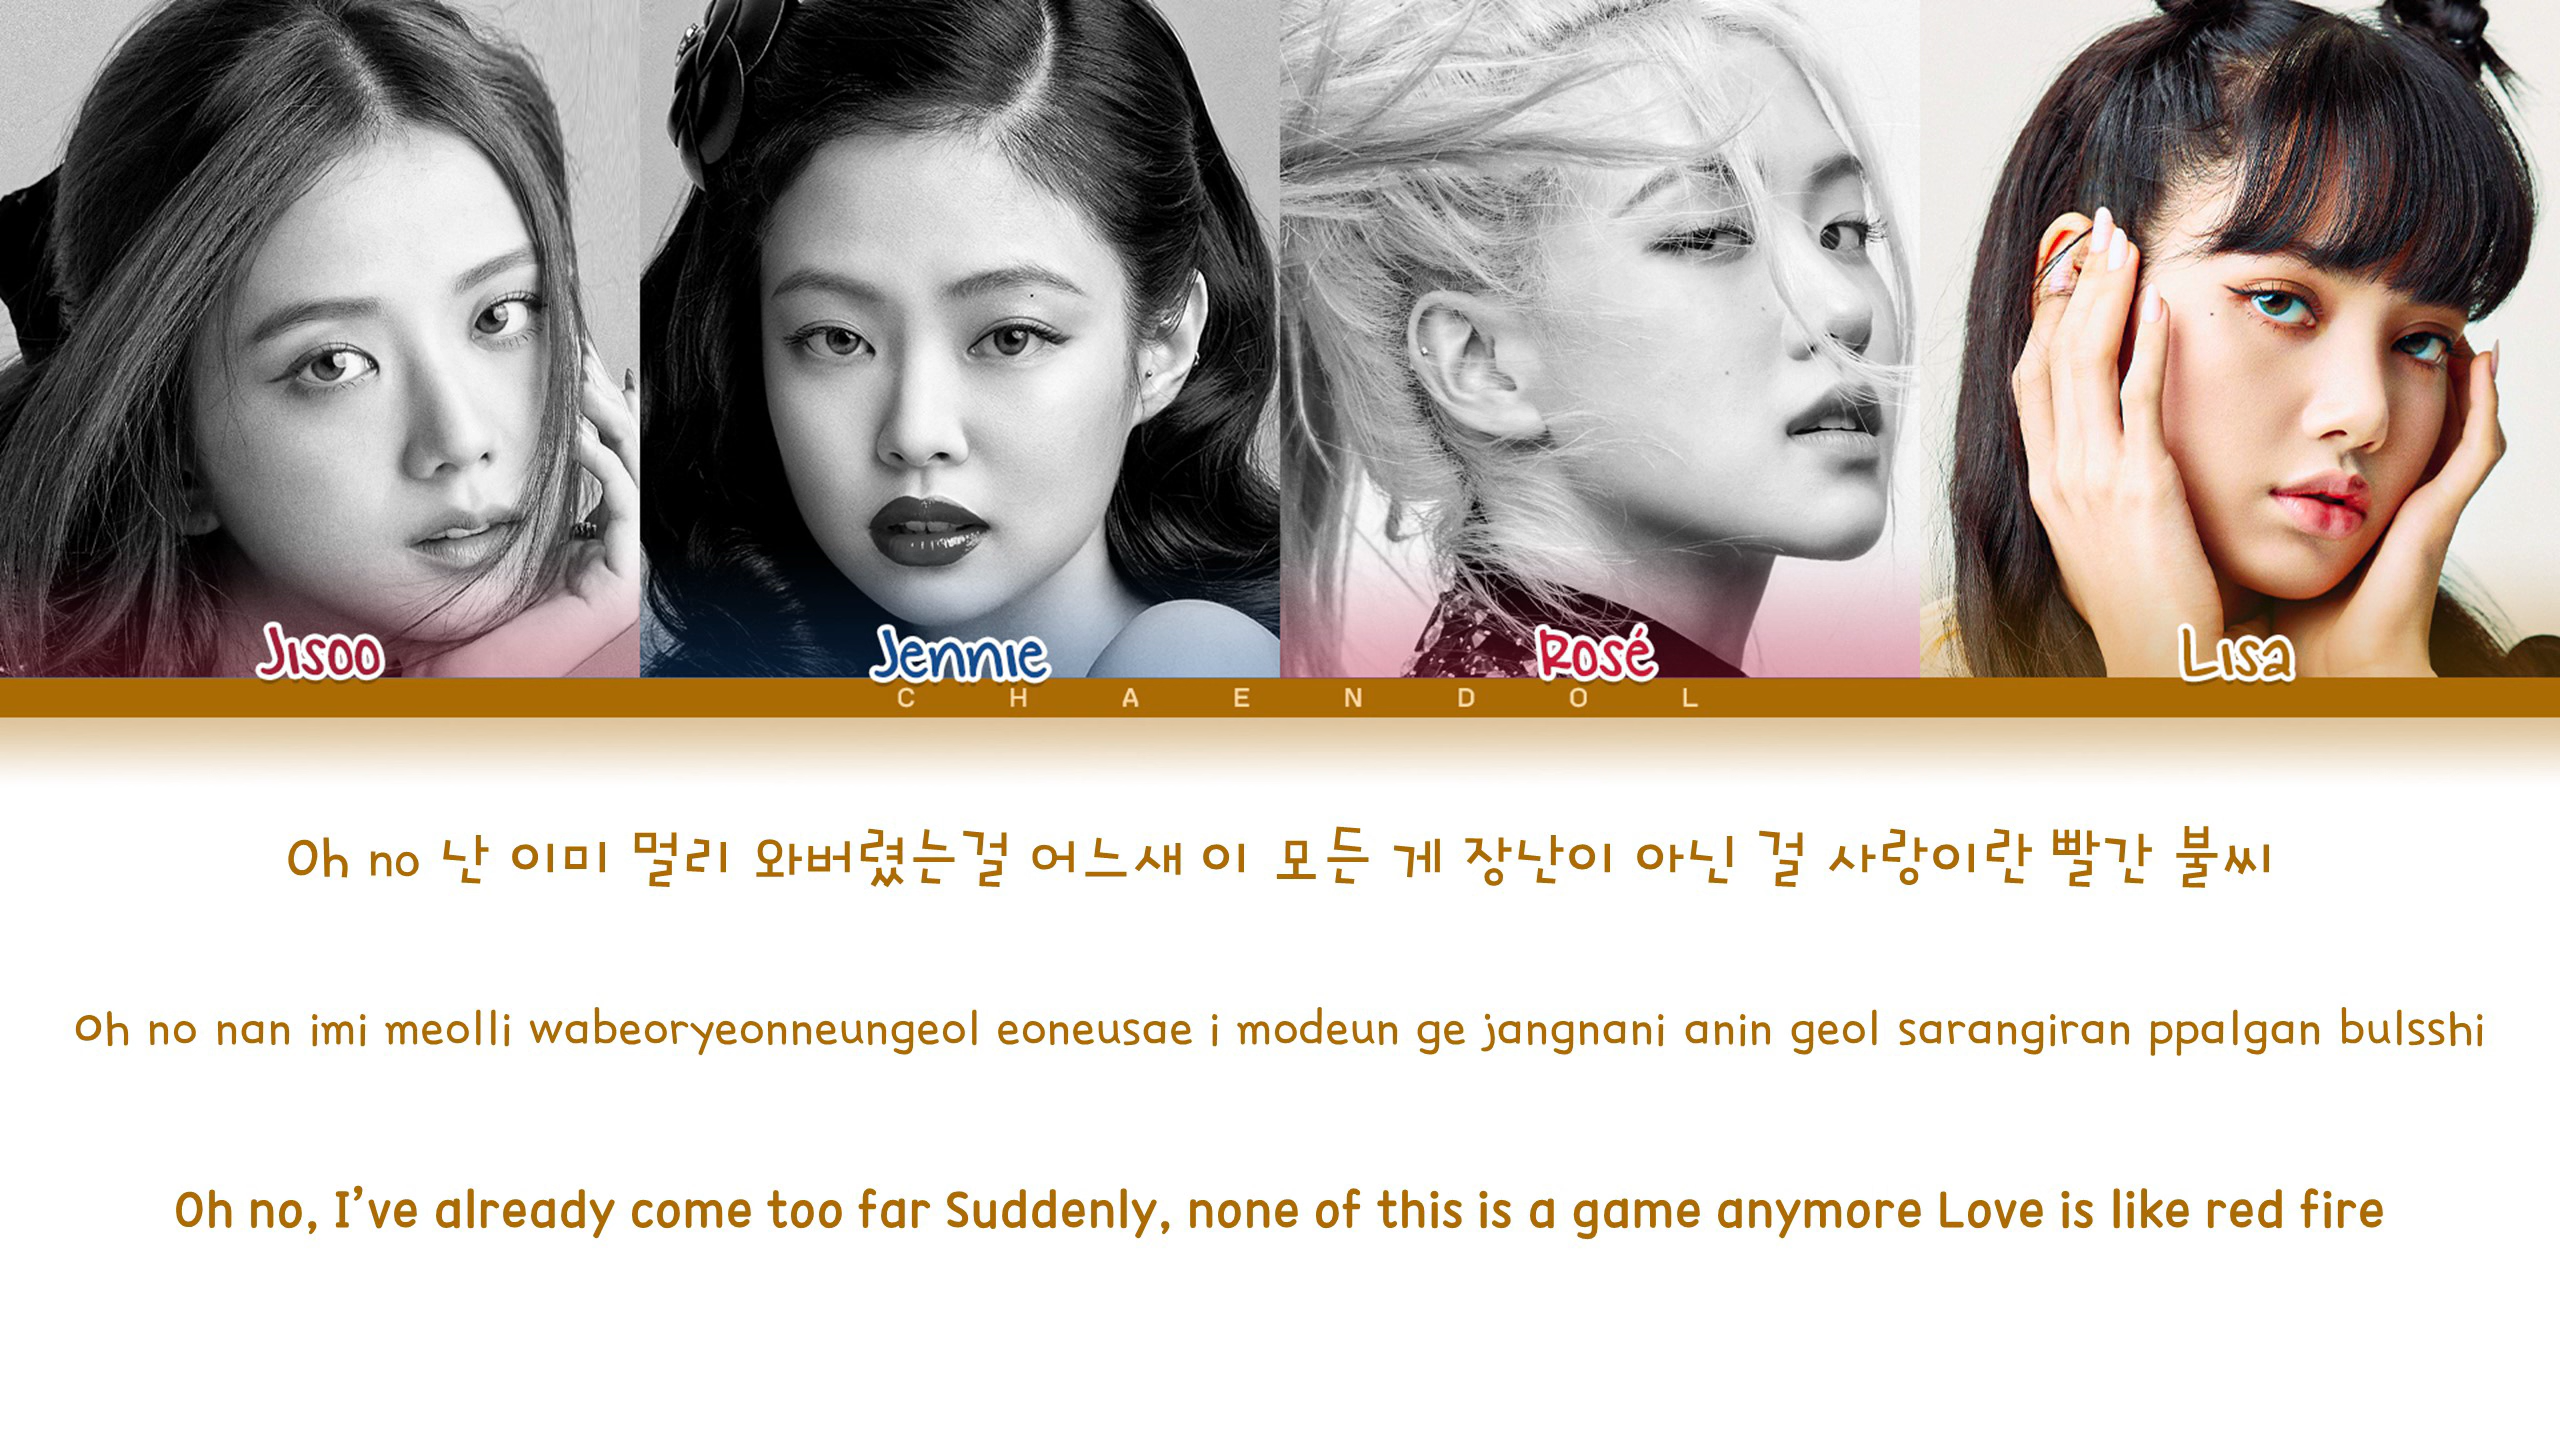 Jisoo
Jennie
Rosé
Lisa
CHAENDOL
Oh no 난 이미 멀리 와버렸는걸 어느새 이 모든 게 장난이 아닌 걸 사랑이란 빨간 불씨
Oh no nan imi meolli wabeoryeonneungeol eoneusae i modeun ge jangnani anin geol sarangiran ppalgan bulsshi
Oh no, I’ve already come too far Suddenly, none of this is a game anymore Love is like red fire